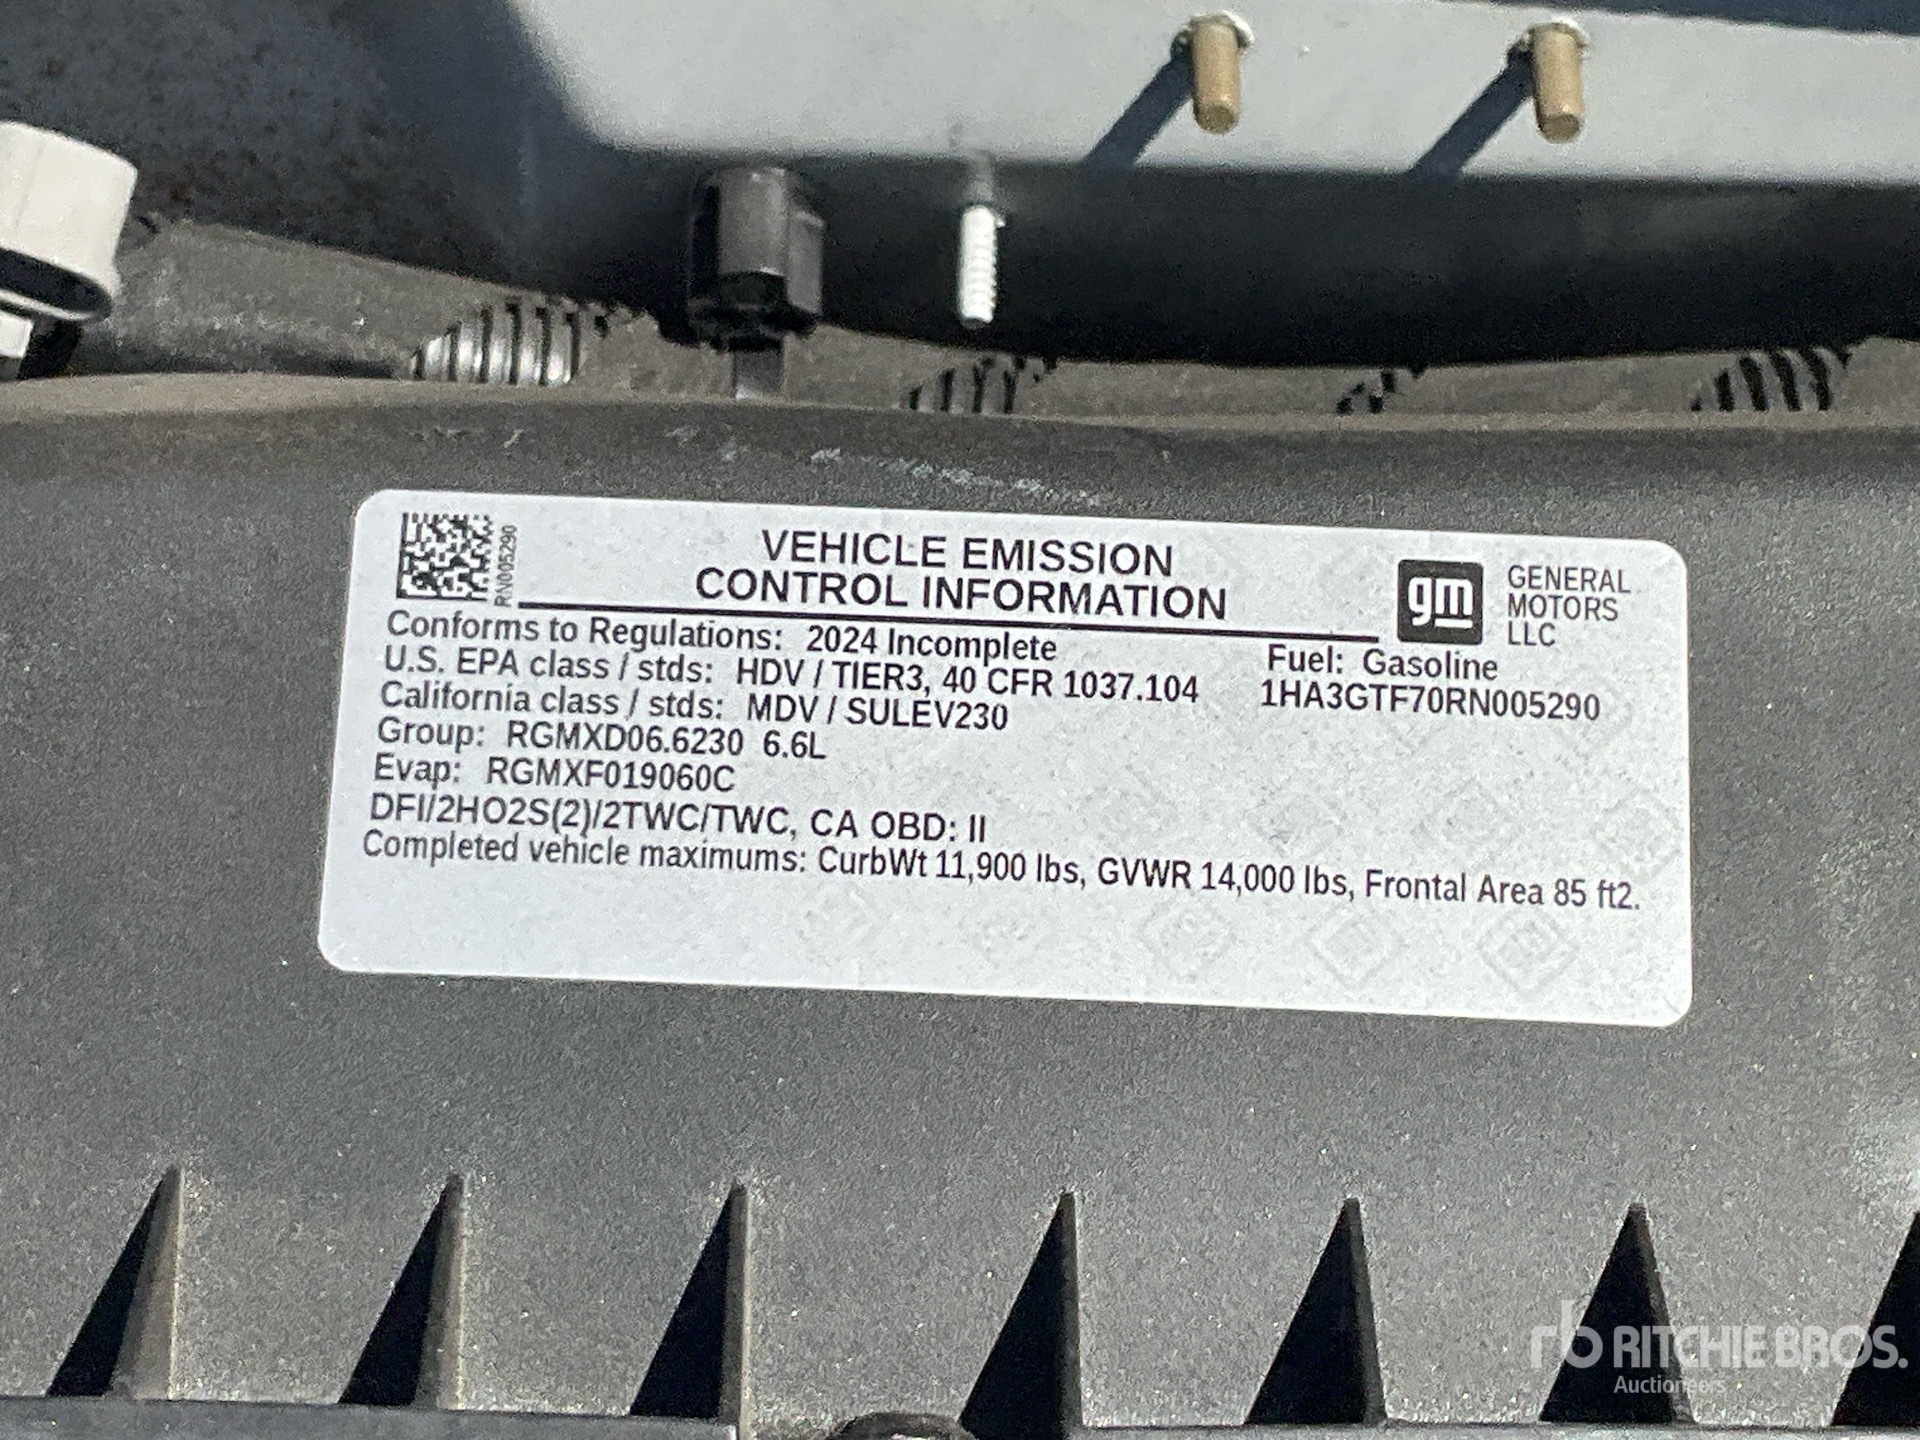 RN005290
VEHICLE EMISSION
CONTROL INFORMATION
gm
GENERAL
MOTORS
LLC
Conforms to Regulations: 2024 Incomplete
Fuel: Gasoline
U.S. EPA class / stds: HDV / TIER3, 40 CFR 1037.104
1HA3GTF70RN005290
California class / stds: MDV / SULEV230
Group: RGMXD06.6230 6.6L
Evap: RGMXF019060C
DFI/2HO2S(2)/2TWC/TWC, CA OBD: II
Completed vehicle maximums: CurbWt 11,900 lbs, GVWR 14,000 lbs, Frontal Area 85 ft2.
rb RITCHIE BROS.
Auctioneers